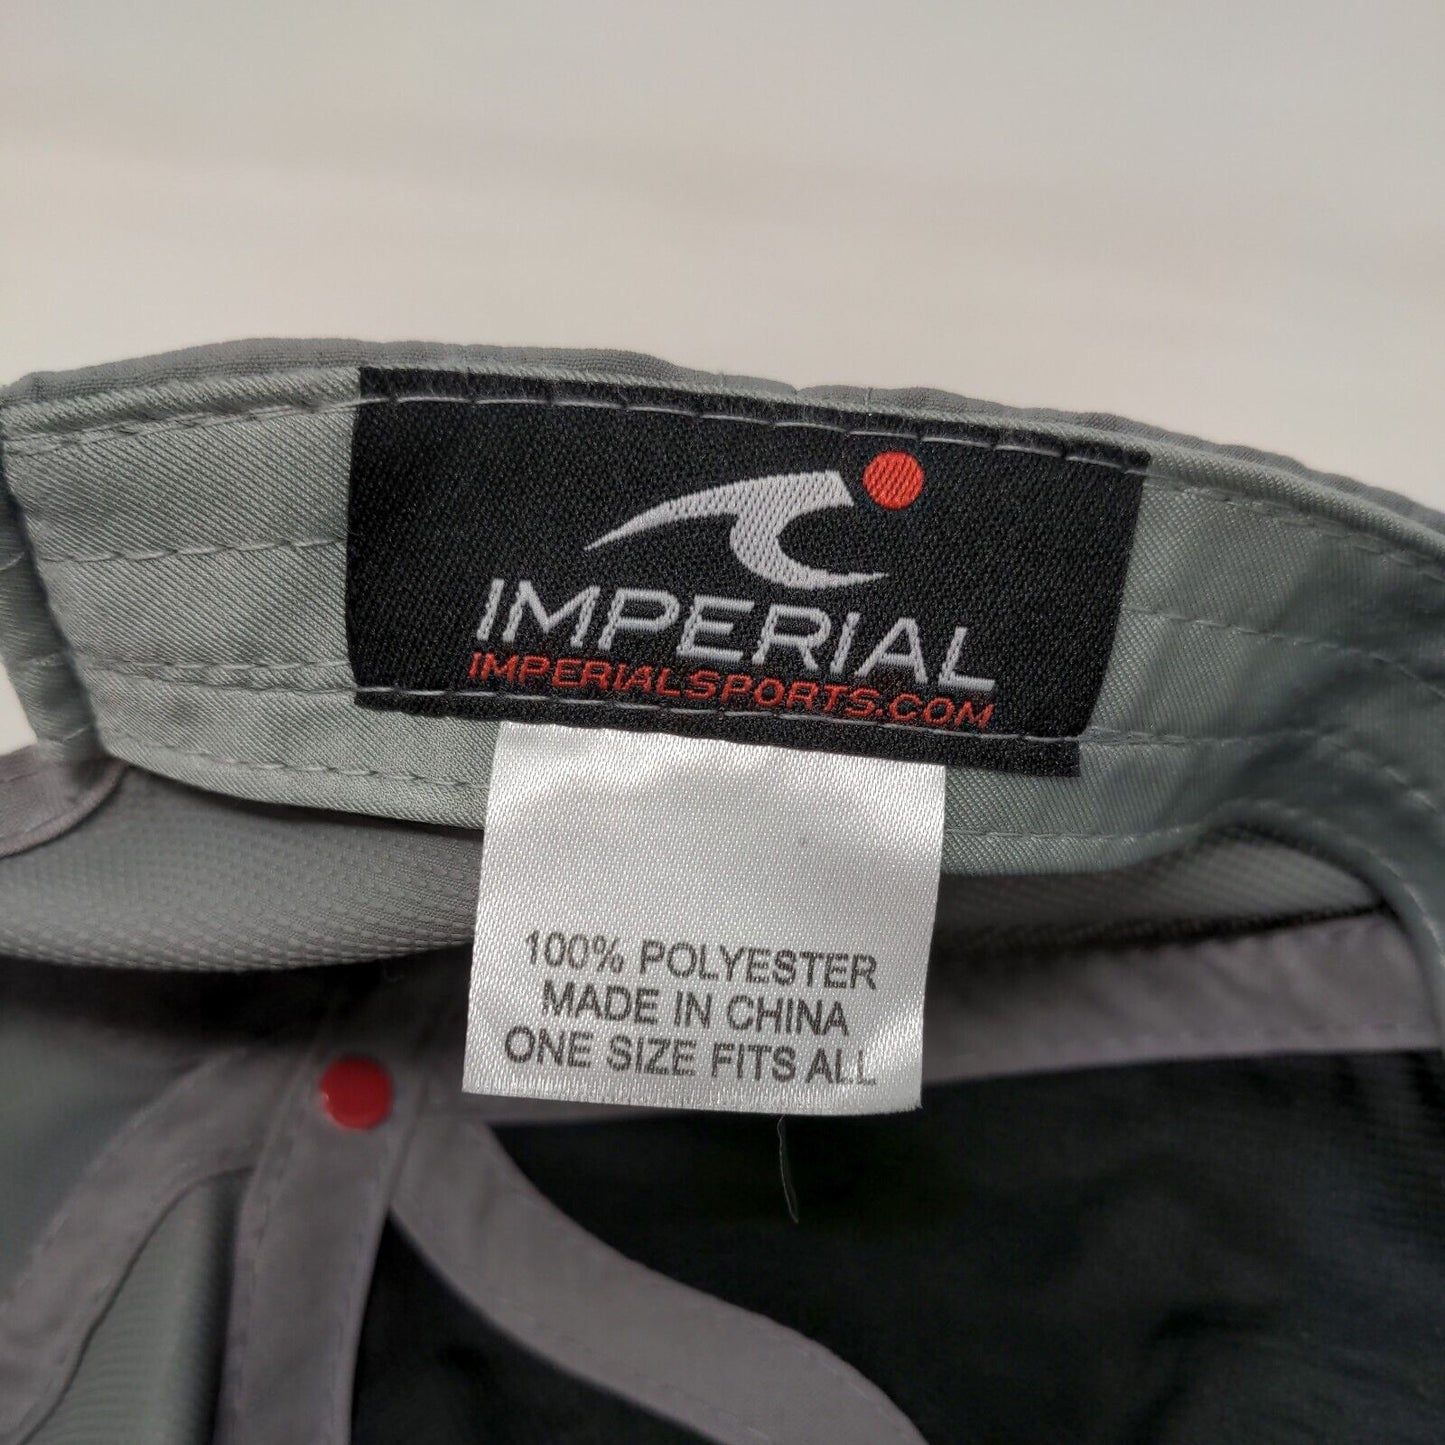 IMPERIAL
IMPERIALSPORTS.COM
100% POLYESTER
MADE IN CHINA
ONE SIZE FITS ALL